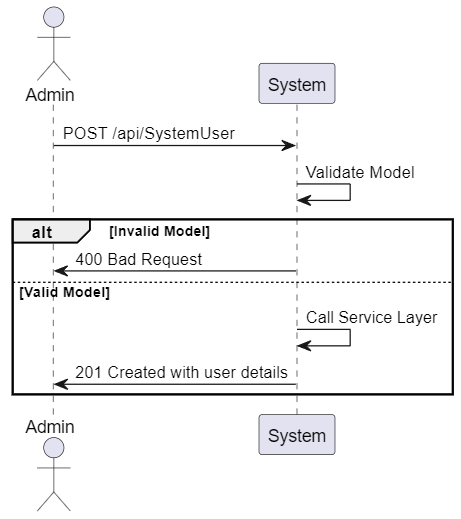 Admin
System
POST /api/SystemUser
Validate Model
alt [Invalid Model]
400 Bad Request
[Valid Model]
Call Service Layer
201 Created with user details
Admin
System